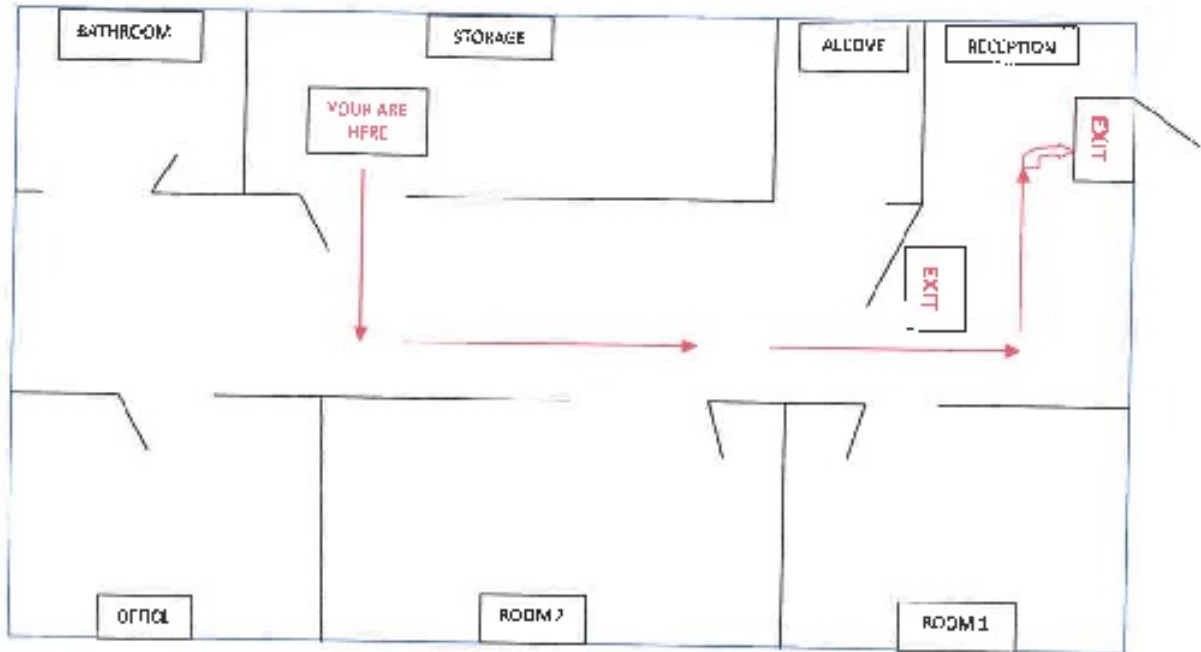 BATHROOM
STORAGE
ALCOVE
RECEPTION
YOUR ARE
HERE
EXIT
EXIT
OFFICE
ROOM 2
ROOM 1